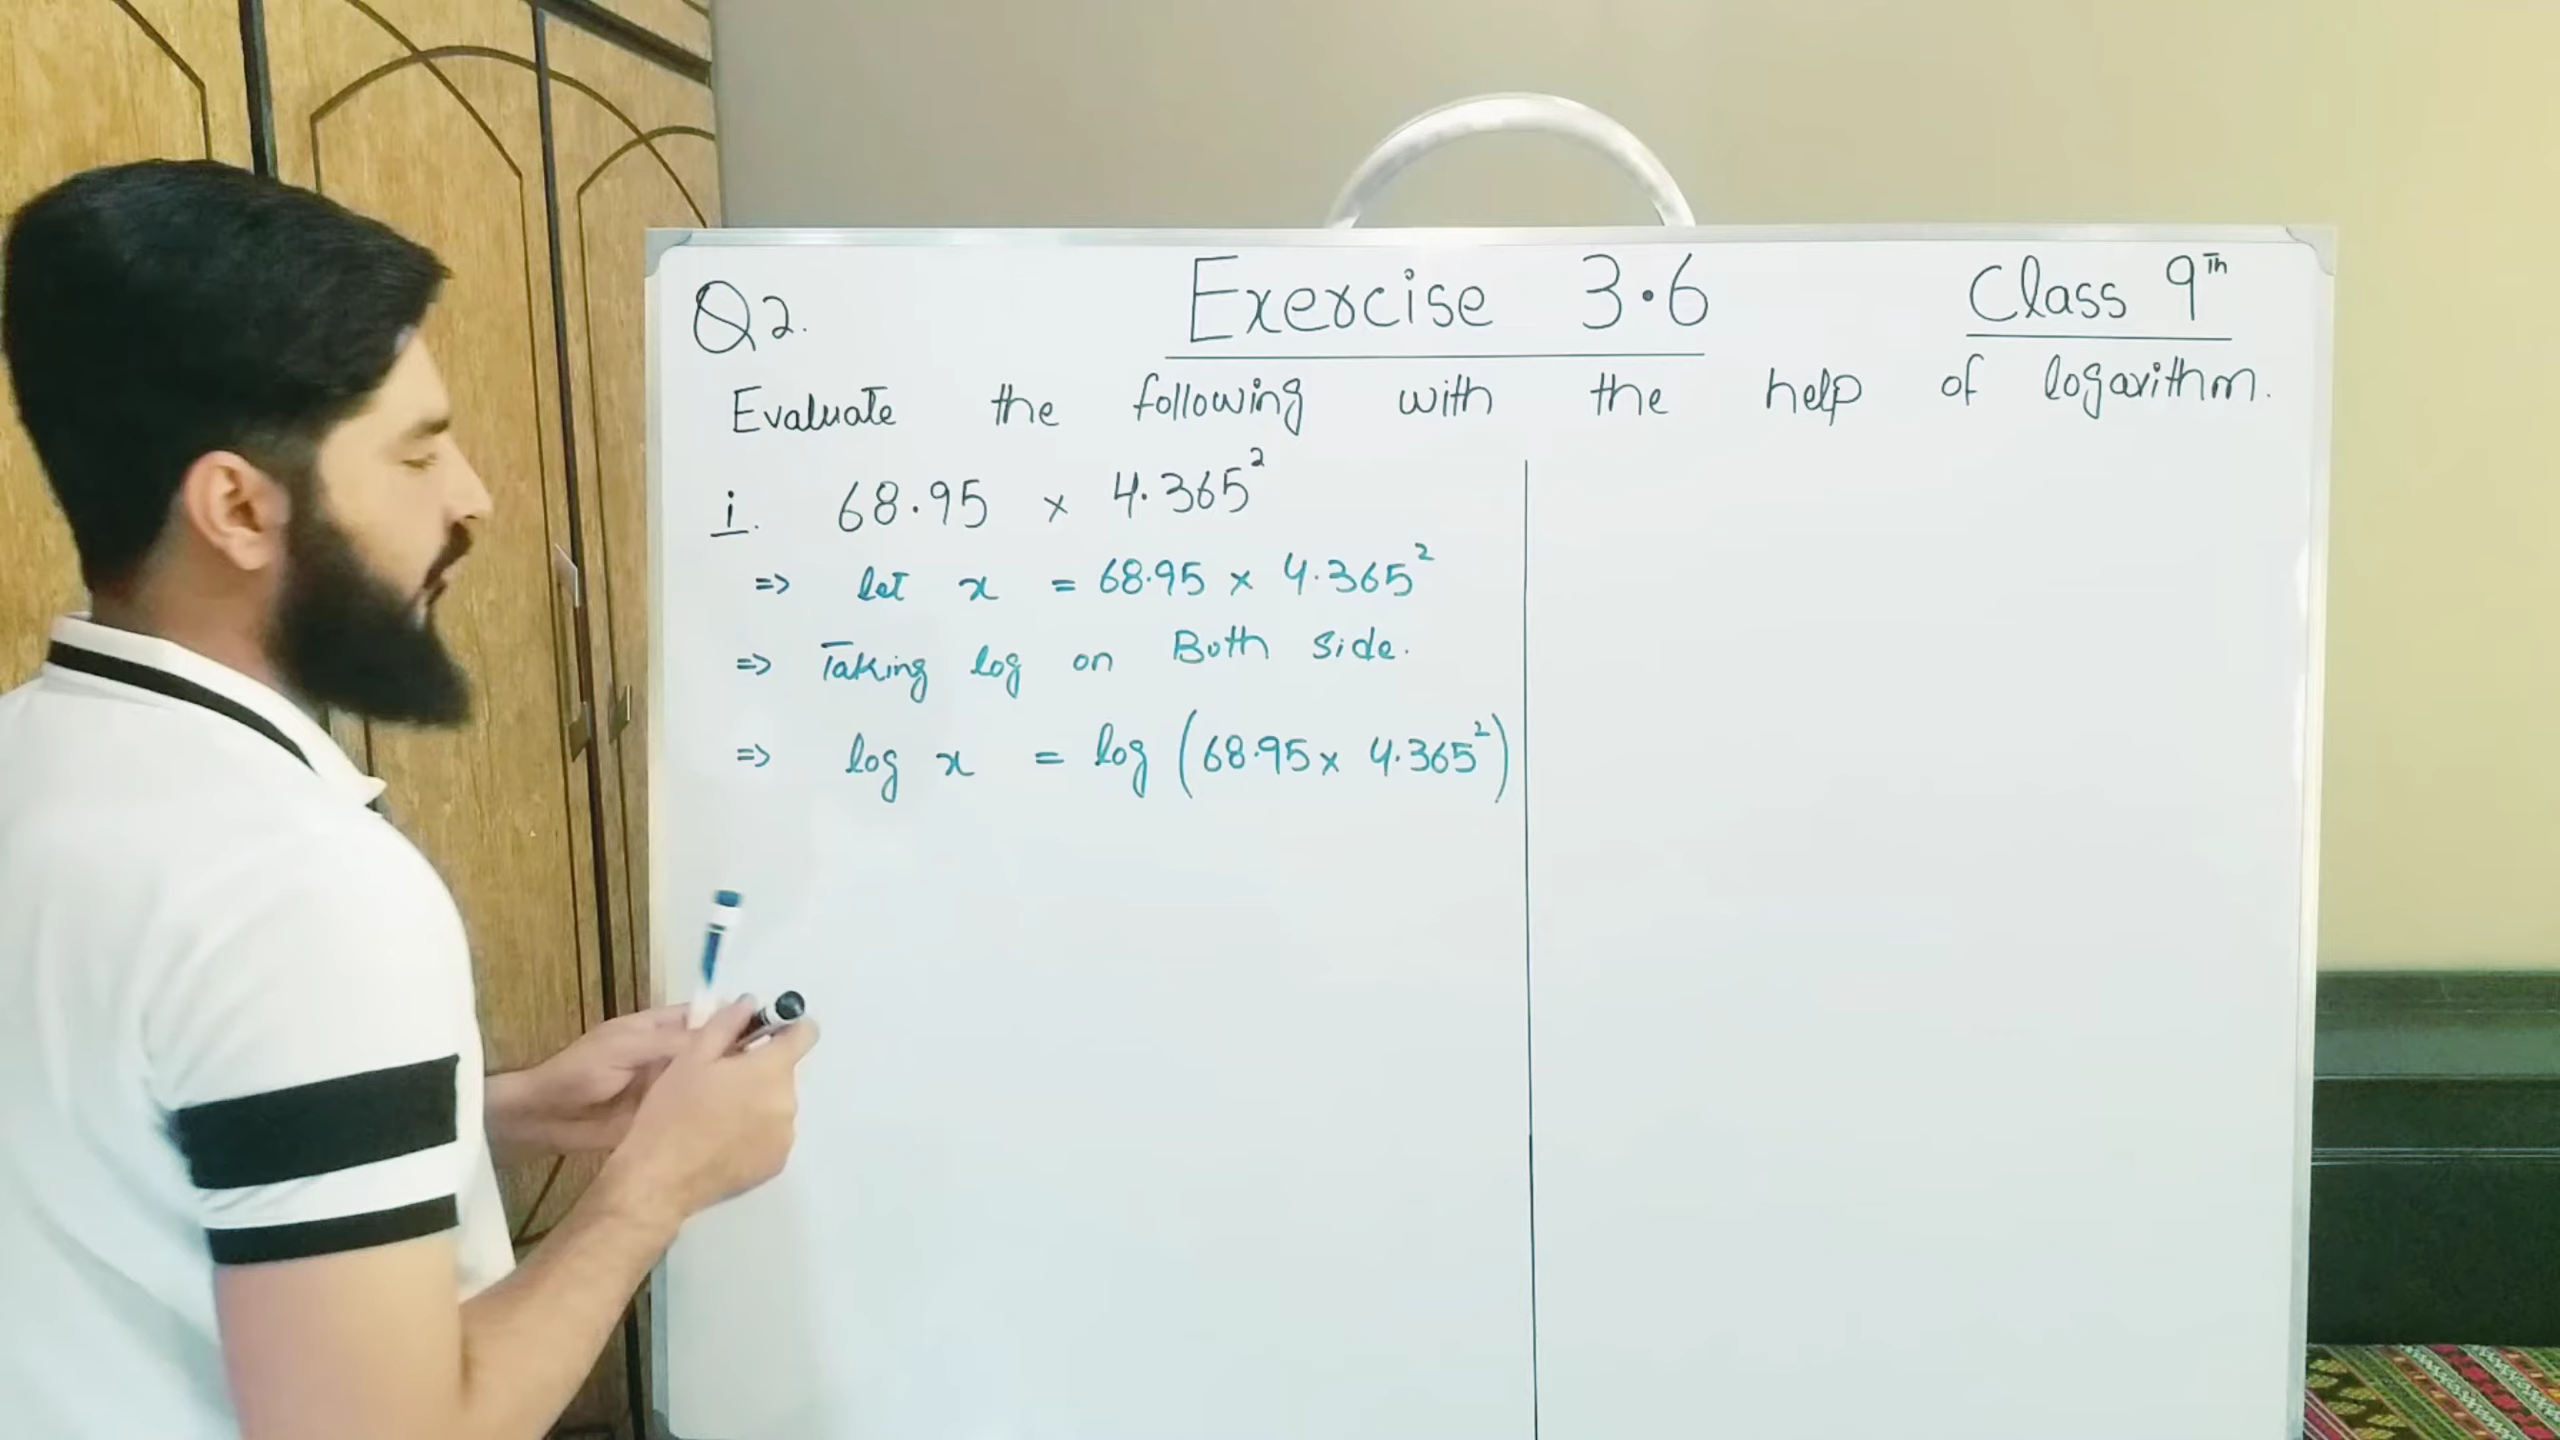 Q2. Exercise 3.6 Class 9Th
Evaluate the following with the help of logarithm.
i. 68.95 × 4.365²
=> let x = 68.95 × 4.365²
=> Taking log on Both side.
=> log x = log (68.95 × 4.365²)